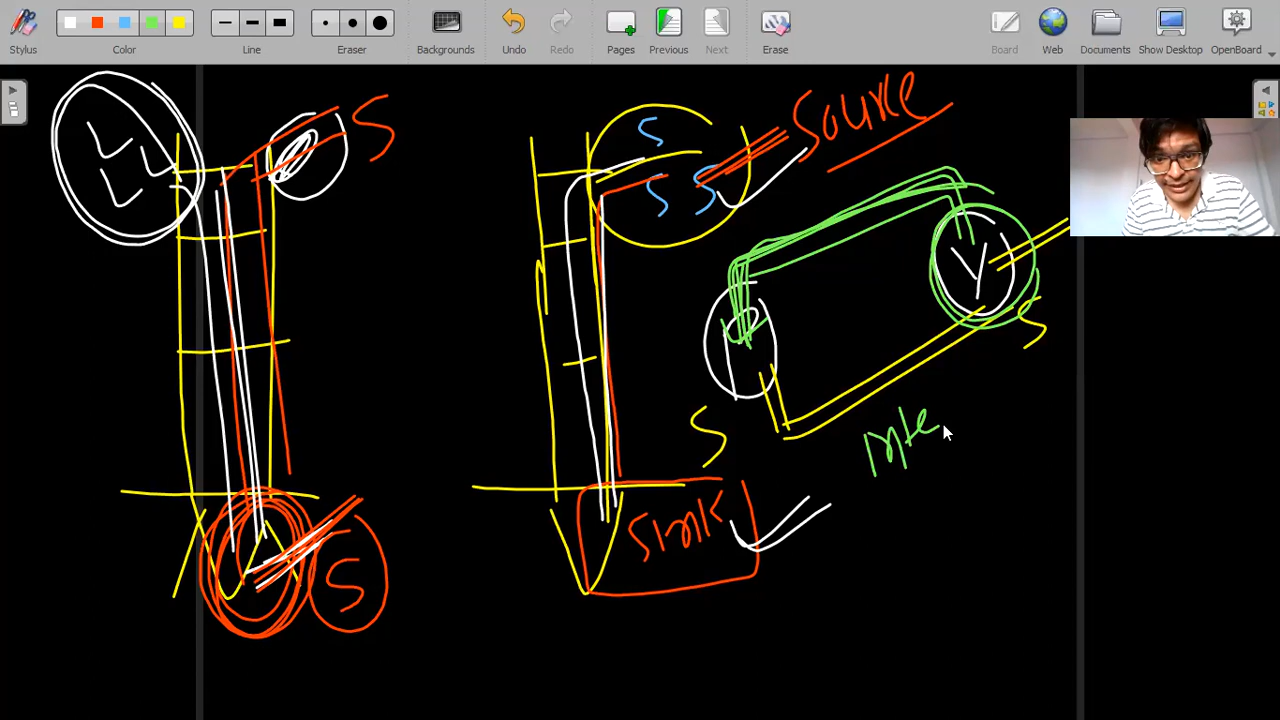 Stylus
Color
Line
Eraser
Backgrounds
Undo
Redo
Pages
Previous
Next
Erase
Board
Web
Documents
Show Desktop
OpenBoard
L
L
L
S
S
S
S
S
Source
Y
S
S
Inte
Sink
S